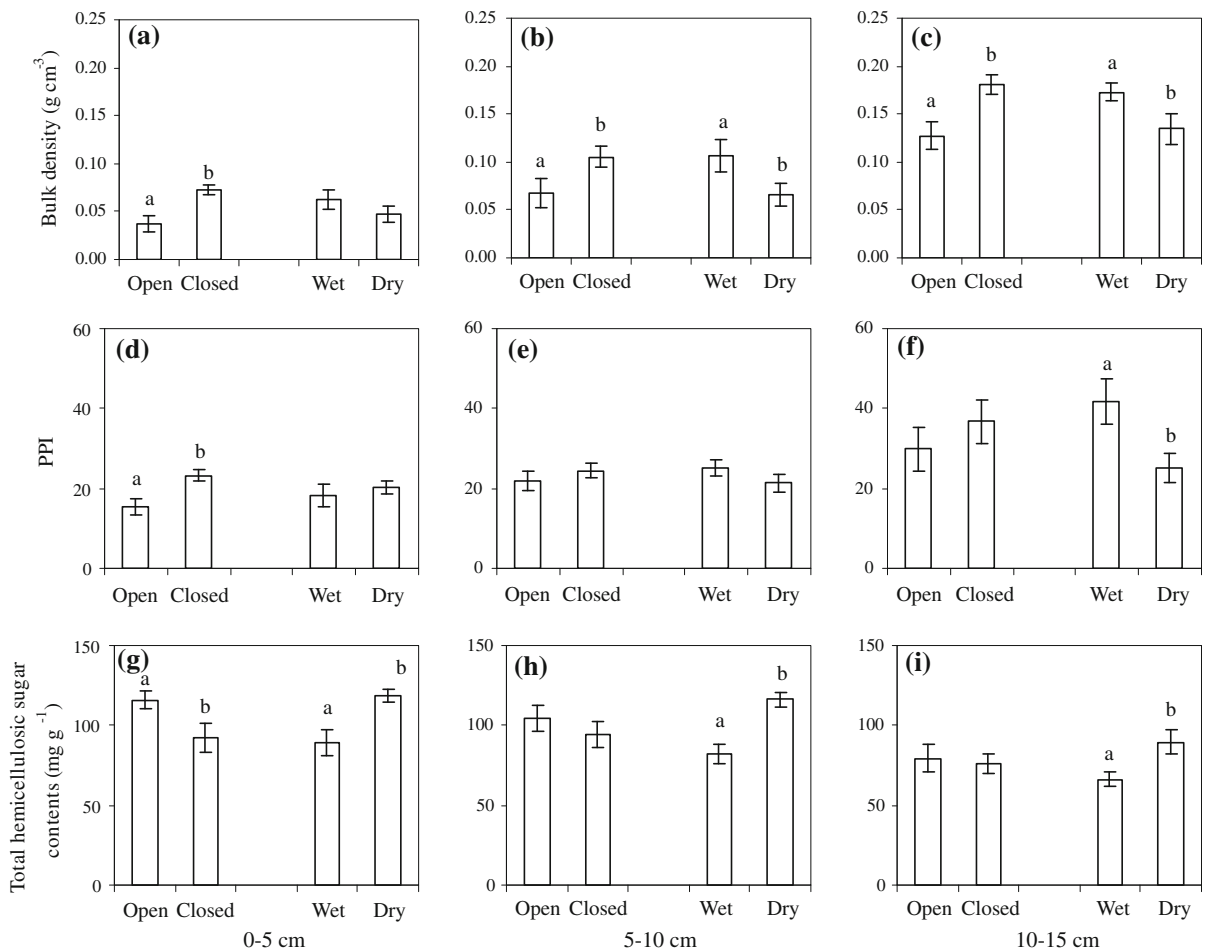 (a)
(b)
(c)
Bulk density (g cm-3)
0.25
0.20
0.15
0.10
0.05
0.00
a
b
Open Closed Wet Dry
0.25
0.20
0.15
0.10
0.05
0.00
a
b
a
b
Open Closed Wet Dry
0.25
0.20
0.15
0.10
0.05
0.00
a
b
a
b
Open Closed Wet Dry
(d)
(e)
(f)
PPI
60
40
20
0
a
b
Open Closed Wet Dry
60
40
20
0
Open Closed Wet Dry
60
40
20
0
a
b
Open Closed Wet Dry
(g)
(h)
(i)
Total hemicellulosic sugar
contents (mg g -1)
150
100
50
0
a
b
a
b
Open Closed Wet Dry
0-5 cm
150
100
50
0
a
b
Open Closed Wet Dry
5-10 cm
150
100
50
0
a
b
Open Closed Wet Dry
10-15 cm